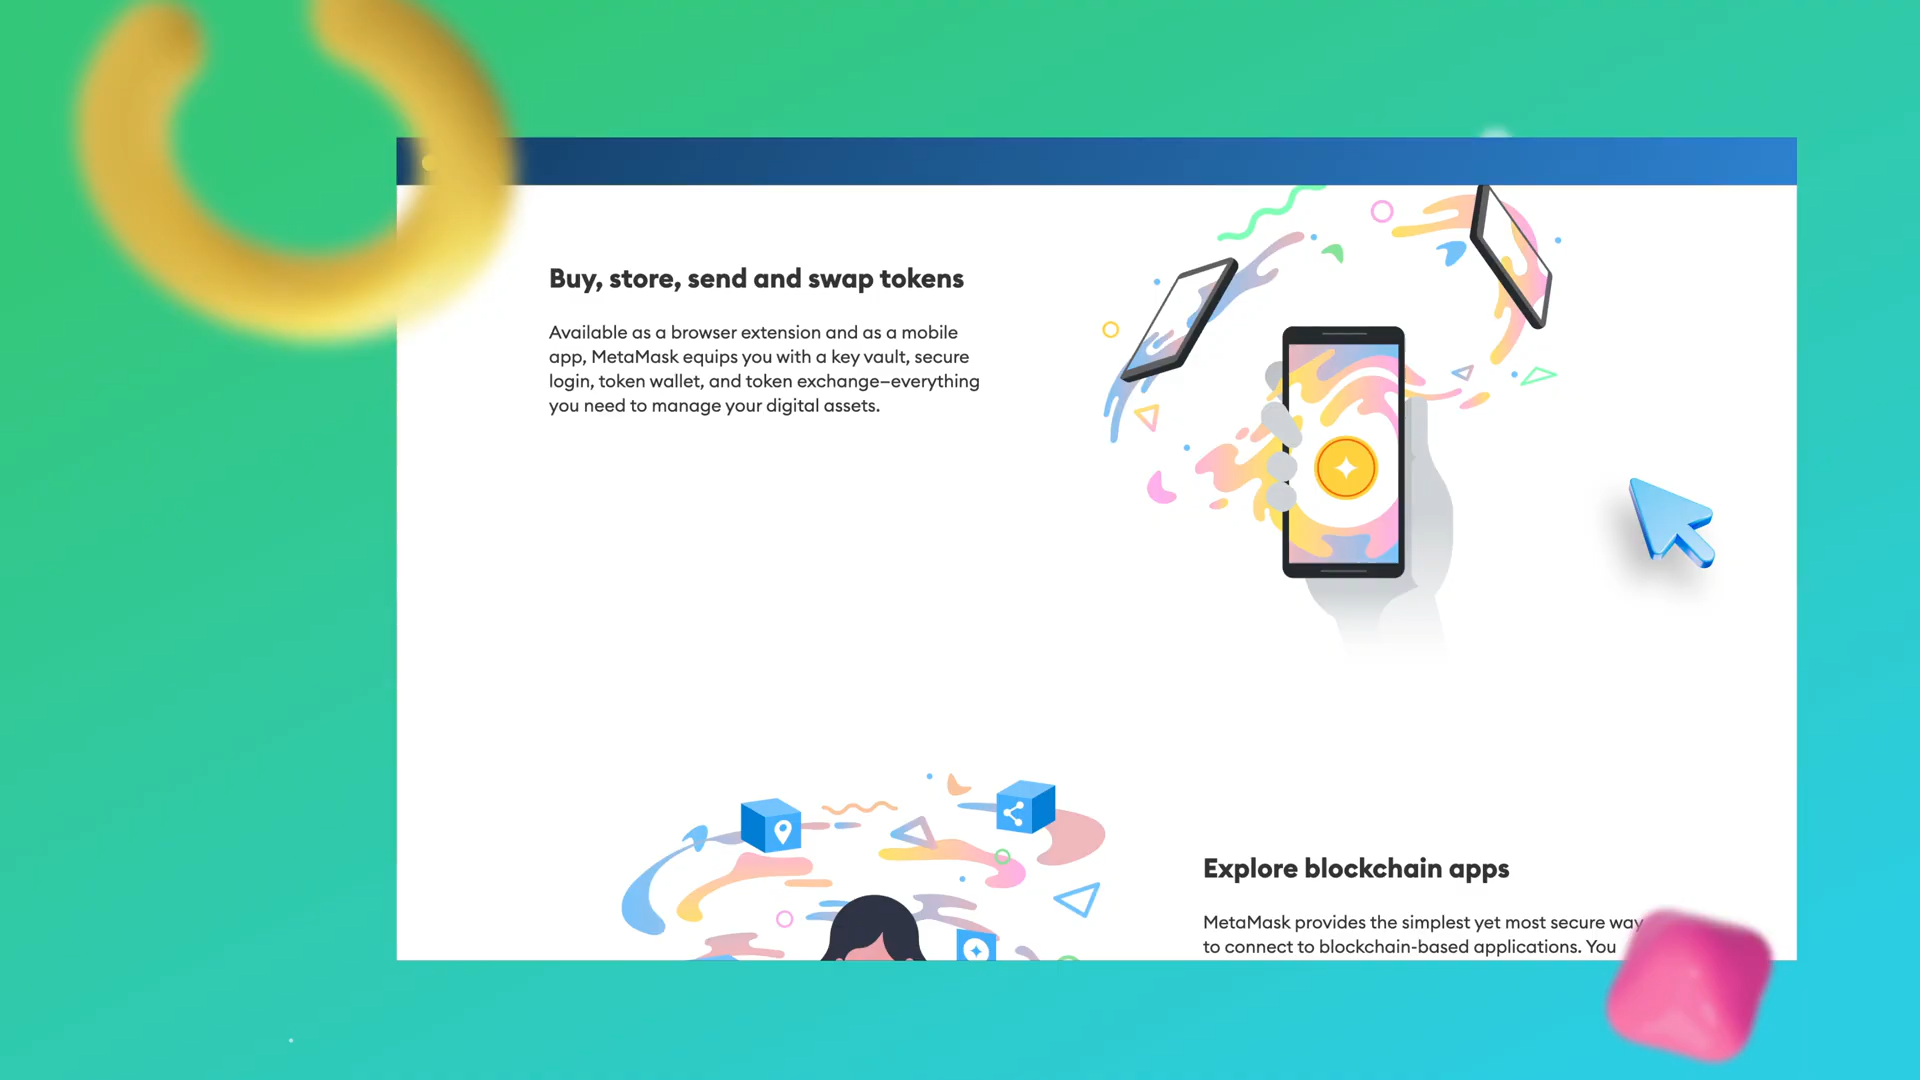 Buy, store, send and swap tokens
Available as a browser extension and as a mobile
app, MetaMask equips you with a key vault, secure
login, token wallet, and token exchange—everything
you need to manage your digital assets.
Explore blockchain apps
MetaMask provides the simplest yet most secure way
to connect to blockchain-based applications. You